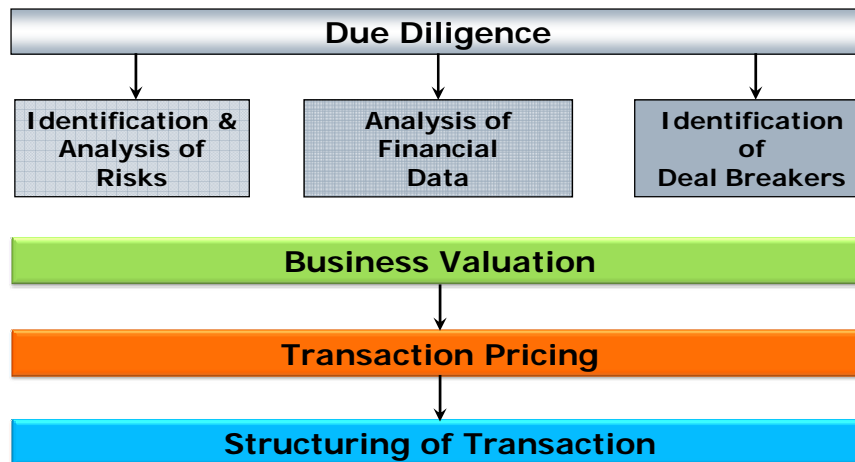 Due Diligence
Identification &
Analysis of
Risks
Analysis of
Financial
Data
Identification
of
Deal Breakers
Business Valuation
Transaction Pricing
Structuring of Transaction